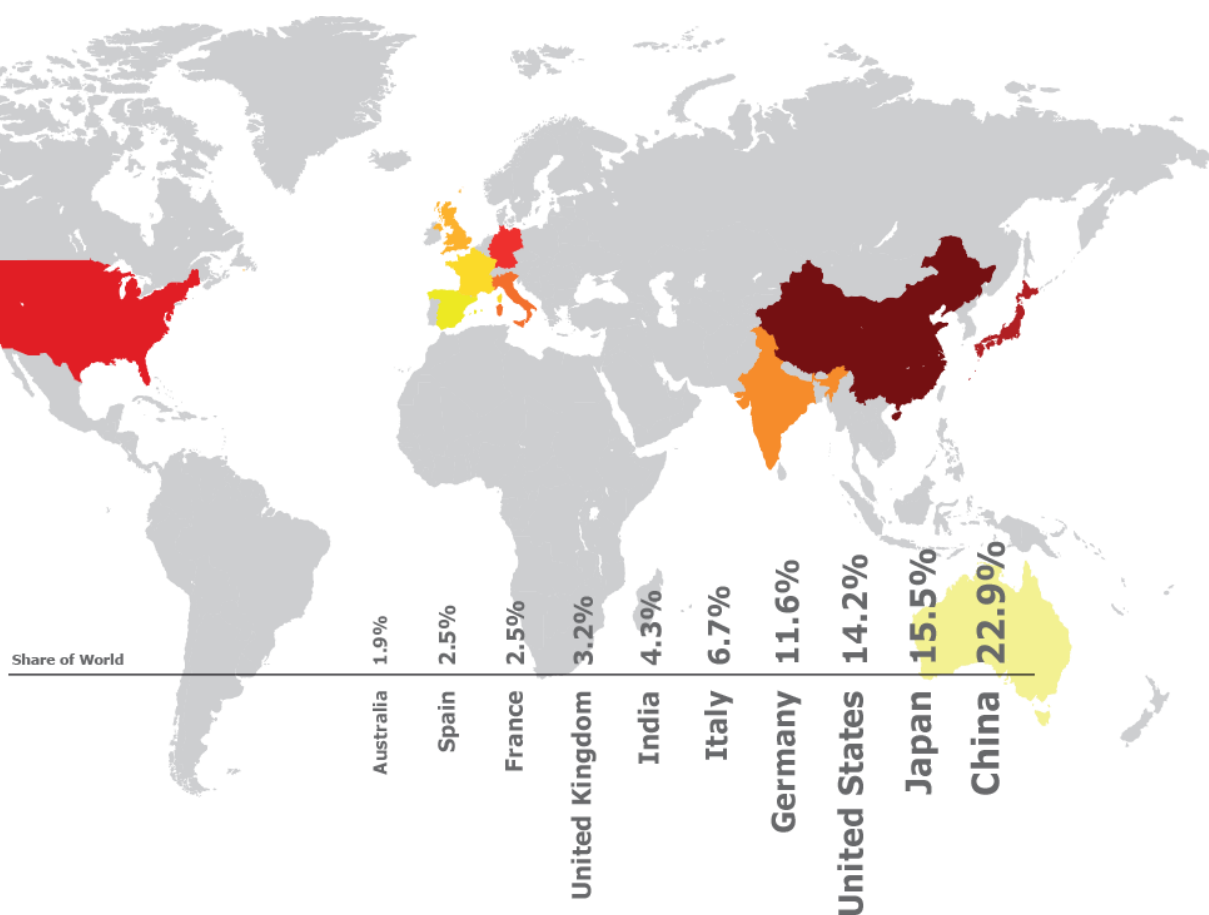 Share of World
1.9%
2.5%
2.5%
3.2%
4.3%
6.7%
11.6%
14.2%
15.5%
22.9%
Australia
Spain
France
United Kingdom
India
Italy
Germany
United States
Japan
China